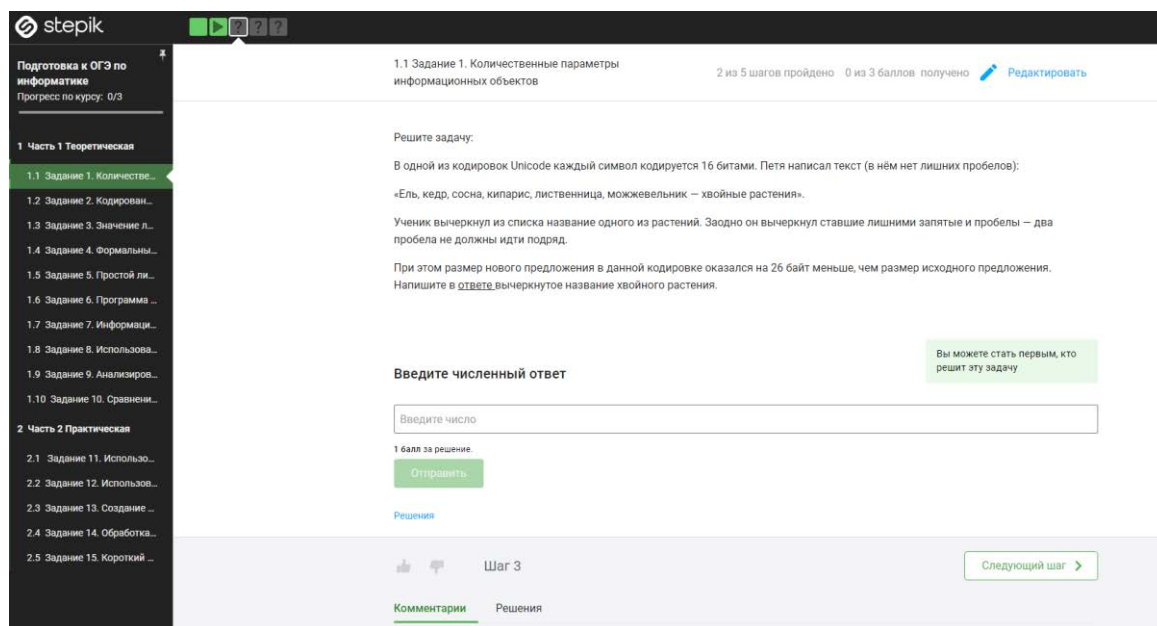 stepik
? ? ?
Подготовка к ОГЭ по
информатике
Прогресс по курсу: 0/3
1 Часть 1 Теоретическая
1.1 Задание 1. Количестве...
1.2 Задание 2. Кодирован...
1.3 Задание 3. Значение л...
1.4 Задание 4. Формальны...
1.5 Задание 5. Простой ли...
1.6 Задание 6. Программа ...
1.7 Задание 7. Информаци...
1.8 Задание 8. Использова...
1.9 Задание 9. Анализиров...
1.10 Задание 10. Сравнени...
2 Часть 2 Практическая
2.1 Задание 11. Использо...
2.2 Задание 12. Использов...
2.3 Задание 13. Создание ...
2.4 Задание 14. Обработка...
2.5 Задание 15. Короткий ...
1.1 Задание 1. Количественные параметры
информационных объектов
2 из 5 шагов пройдено 0 из 3 баллов получено Редактировать
Решите задачу:
В одной из кодировок Unicode каждый символ кодируется 16 битами. Петя написал текст (в нём нет лишних пробелов):
«Ель, кедр, сосна, кипарис, лиственница, можжевельник — хвойные растения».
Ученик вычеркнул из списка название одного из растений. Заодно он вычеркнул ставшие лишними запятые и пробелы — два
пробела не должны идти подряд.
При этом размер нового предложения в данной кодировке оказался на 26 байт меньше, чем размер исходного предложения.
Напишите в ответе вычеркнутое название хвойного растения.
Вы можете стать первым, кто
решит эту задачу
Введите численный ответ
Введите число
1 балл за решение.
Отправить
Решения
Шаг 3
Следующий шаг
Комментарии Решения